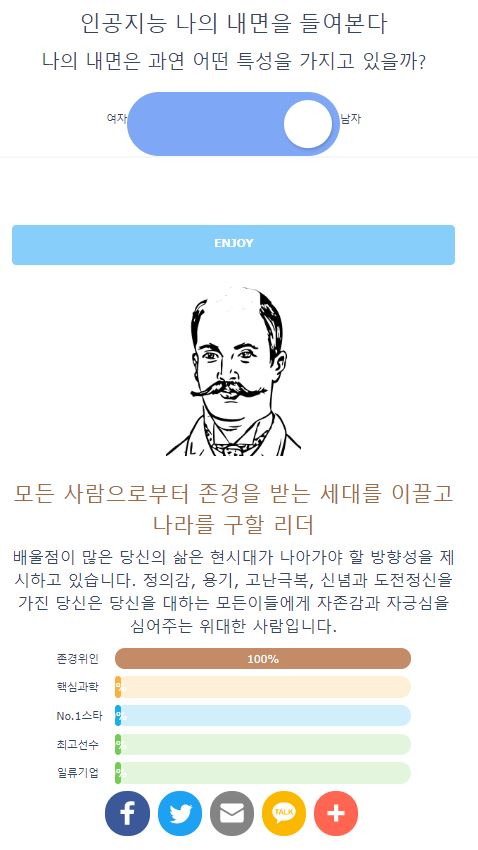 인공지능 나의 내면을 들여본다
나의 내면은 과연 어떤 특성을 가지고 있을까?
여자
남자
ENJOY
모든 사람으로부터 존경을 받는 세대를 이끌고
나라를 구할 리더
배울점이 많은 당신의 삶은 현시대가 나아가야 할 방향성을 제
시하고 있습니다. 정의감, 용기, 고난극복, 신념과 도전정신을
가진 당신은 당신을 대하는 모든이들에게 자존감과 자긍심을
심어주는 위대한 사람입니다.
존경위인
100%
핵심과학
%
No.1스타
%
최고선수
%
일류기업
%
TALK